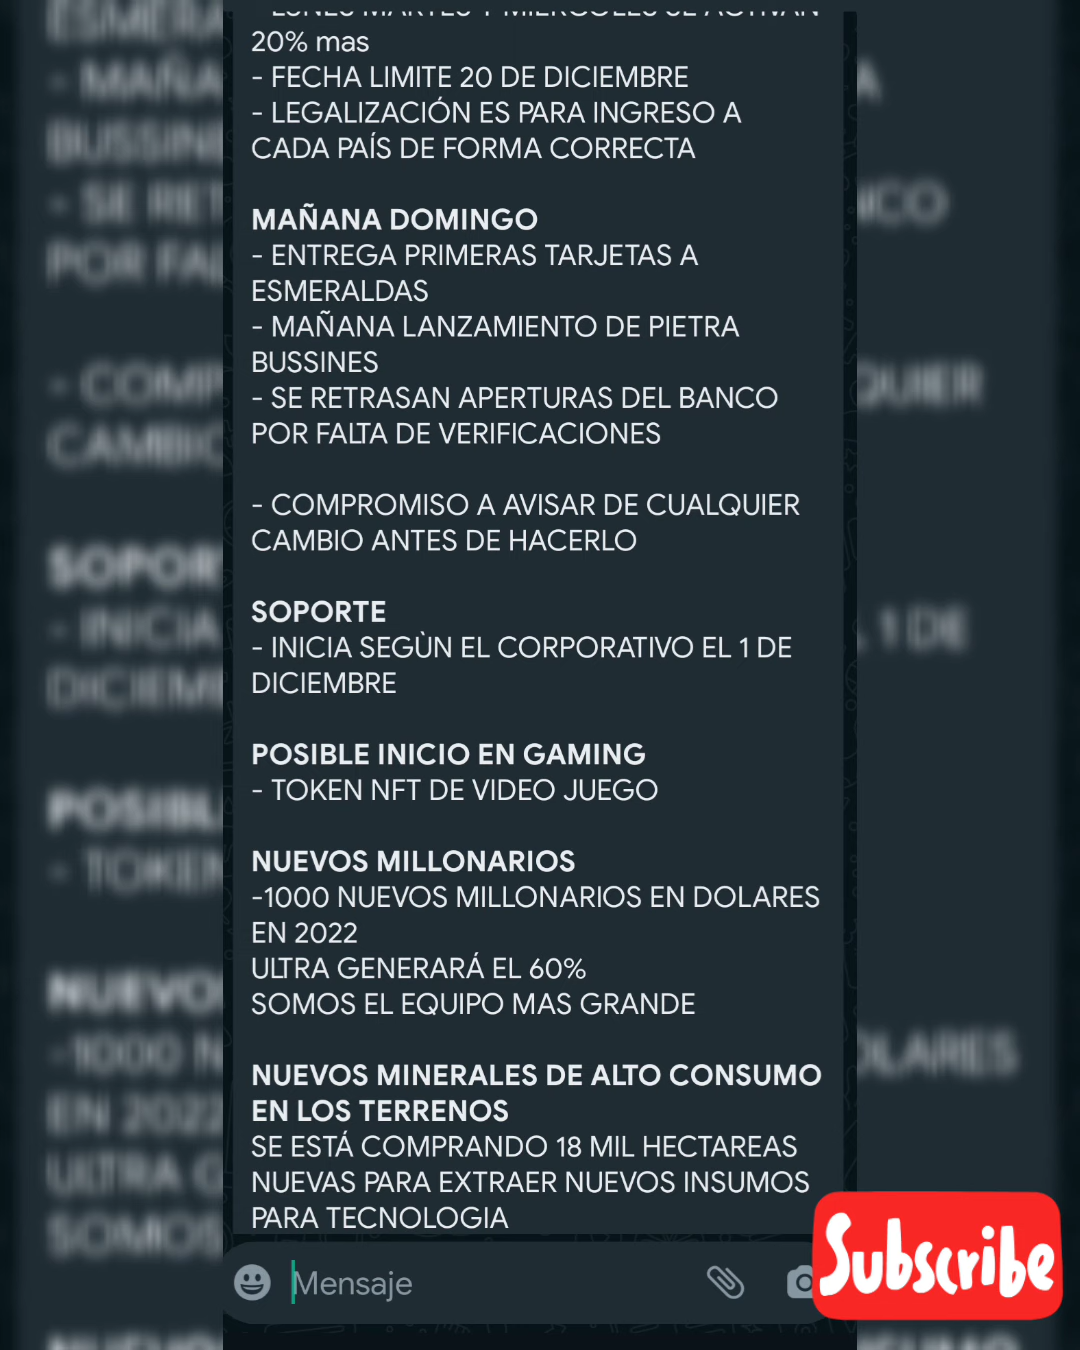 - LUNES MARTES Y MIERCOLES SE ACTIVAN
20% mas
- FECHA LIMITE 20 DE DICIEMBRE
- LEGALIZACIÓN ES PARA INGRESO A
CADA PAÍS DE FORMA CORRECTA
MAÑANA DOMINGO
- ENTREGA PRIMERAS TARJETAS A
ESMERALDAS
- MAÑANA LANZAMIENTO DE PIETRA
BUSSINES
- SE RETRASAN APERTURAS DEL BANCO
POR FALTA DE VERIFICACIONES
- COMPROMISO A AVISAR DE CUALQUIER
CAMBIO ANTES DE HACERLO
SOPORTE
- INICIA SEGÙN EL CORPORATIVO EL 1 DE
DICIEMBRE
POSIBLE INICIO EN GAMING
- TOKEN NFT DE VIDEO JUEGO
NUEVOS MILLONARIOS
-1000 NUEVOS MILLONARIOS EN DOLARES
EN 2022
ULTRA GENERARÁ EL 60%
SOMOS EL EQUIPO MAS GRANDE
NUEVOS MINERALES DE ALTO CONSUMO
EN LOS TERRENOS
SE ESTÁ COMPRANDO 18 MIL HECTAREAS
NUEVAS PARA EXTRAER NUEVOS INSUMOS
PARA TECNOLOGIA
Mensaje
Subscribe